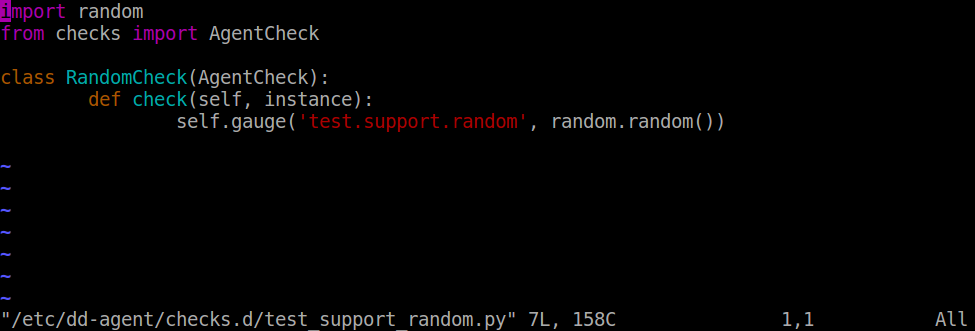 import random
from checks import AgentCheck

class RandomCheck(AgentCheck):
        def check(self, instance):
                self.gauge('test.support.random', random.random())

~
~
~
~
~
~
~
"/etc/dd-agent/checks.d/test_support_random.py" 7L, 158C 1,1 All